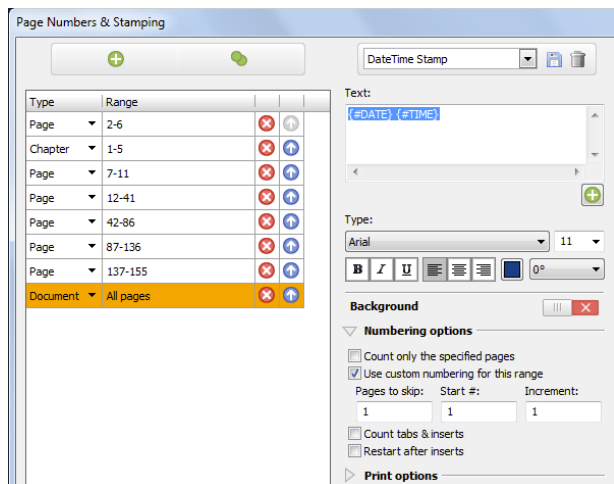 Page Numbers & Stamping
DateTime Stamp
Type Range
Page 2-6
Chapter 1-5
Page 7-11
Page 12-41
Page 42-86
Page 87-136
Page 137-155
Document All pages
Text:
{#DATE} {#TIME}
Type:
Arial 11
B I U 0°
Background
Numbering options
Count only the specified pages
Use custom numbering for this range
Pages to skip: Start #: Increment:
1 1 1
Count tabs & inserts
Restart after inserts
Print options